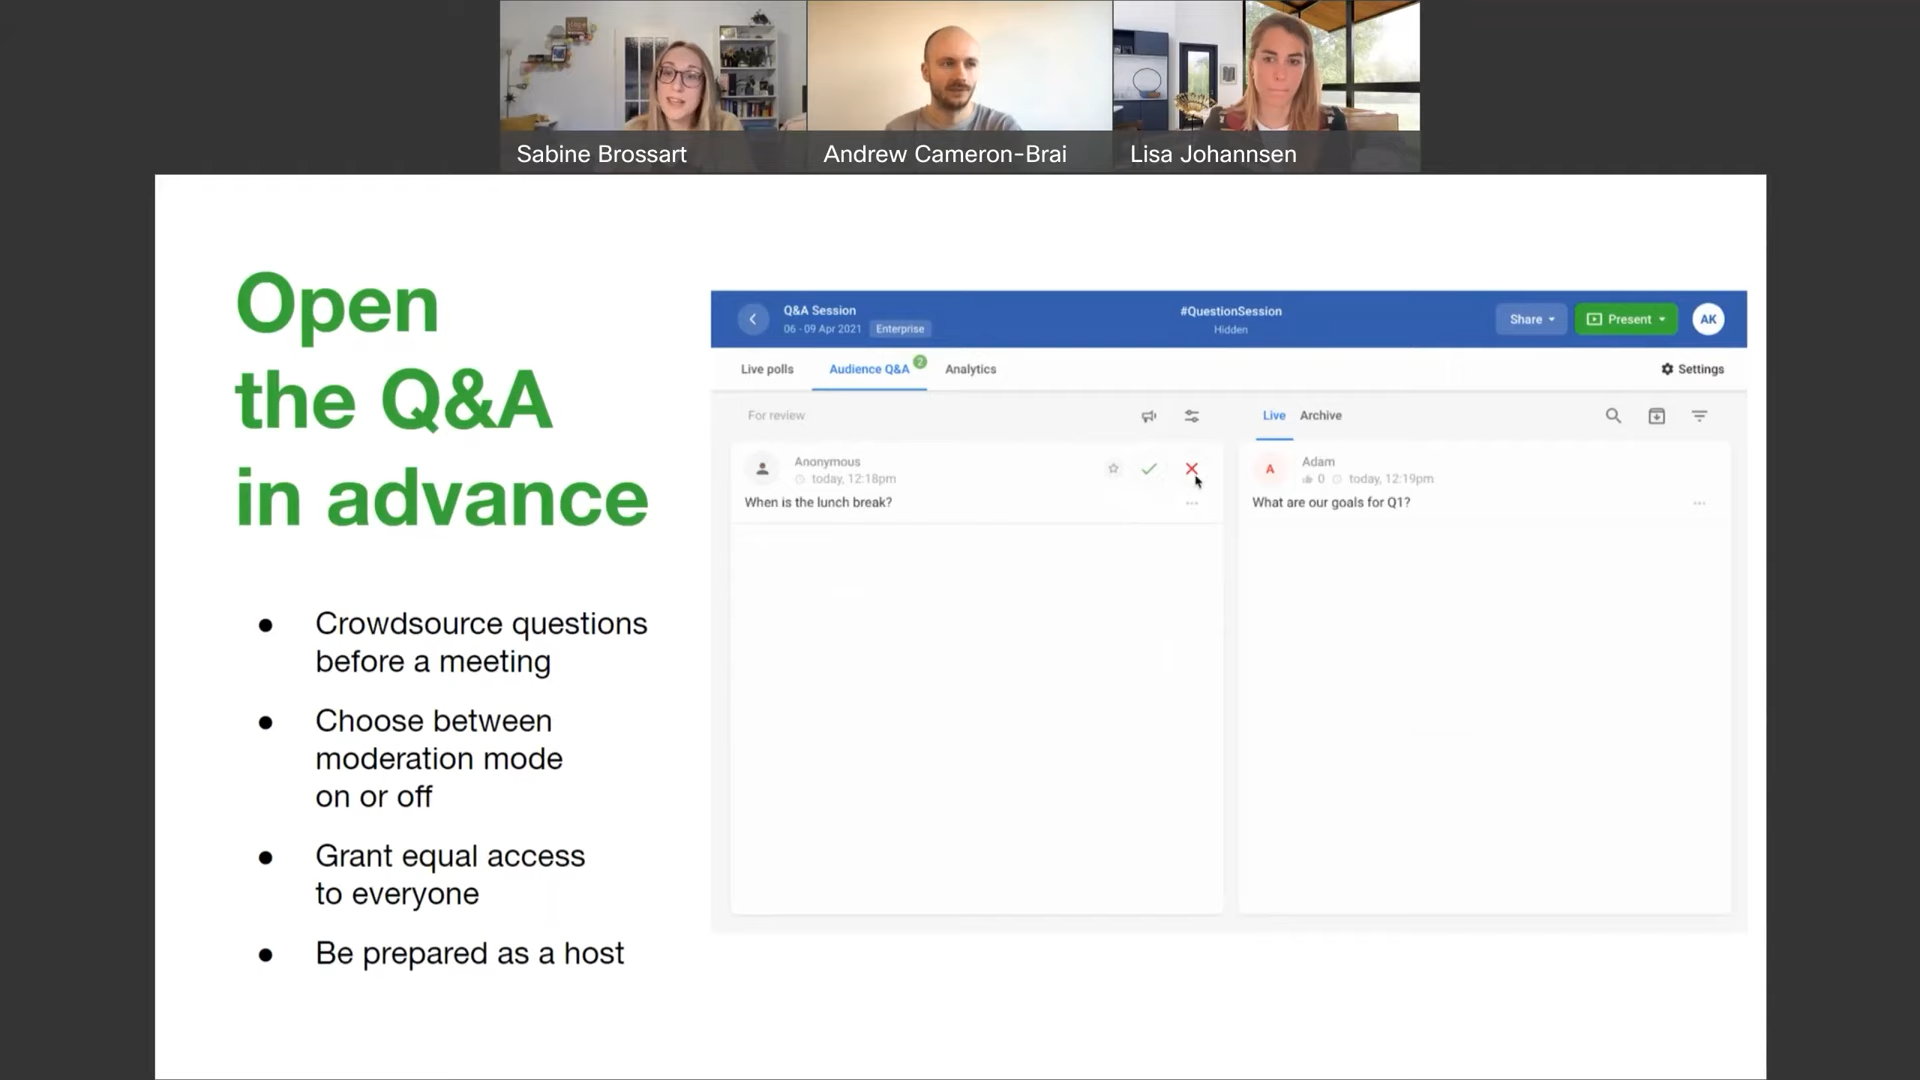 Sabine Brossart
Andrew Cameron-Brai
Lisa Johannsen
Open
the Q&A
in advance
● Crowdsource questions
before a meeting
● Choose between
moderation mode
on or off
● Grant equal access
to everyone
● Be prepared as a host
Q&A Session
06 - 09 Apr 2021 Enterprise
#QuestionSession
Hidden
Share
Present
AK
Live polls
Audience Q&A 2
Analytics
Settings
For review
Live
Archive
Anonymous
today, 12:18pm
When is the lunch break?
A
Adam
0 today, 12:19pm
What are our goals for Q1?